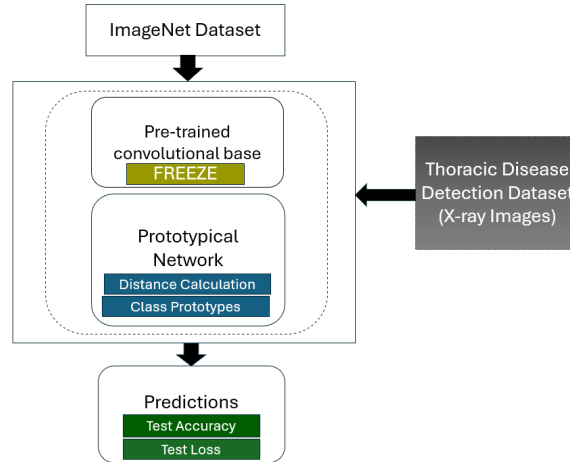 ImageNet Dataset
Pre-trained
convolutional base
FREEZE
Prototypical
Network
Distance Calculation
Class Prototypes
Thoracic Disease
Detection Dataset
(X-ray Images)
Predictions
Test Accuracy
Test Loss